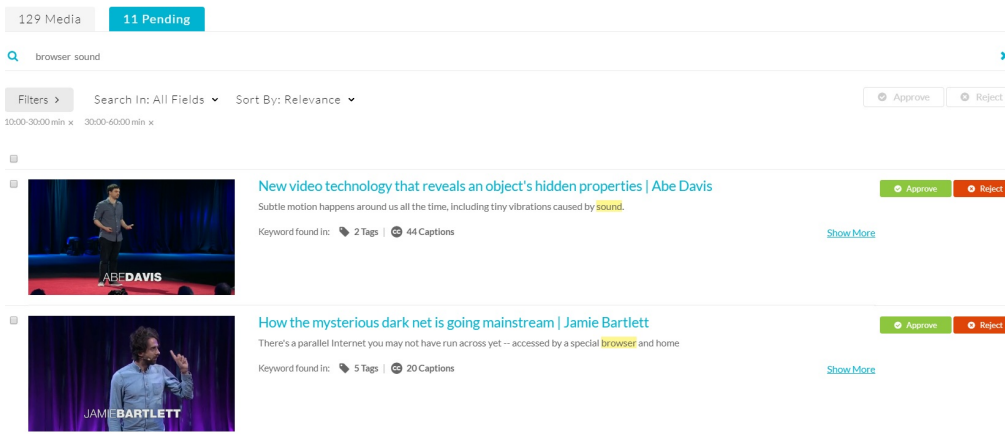 129 Media 11 Pending
browser sound
Filters > Search In: All Fields Sort By: Relevance Approve Reject
10:00-30:00 min × 30:00-60:00 min ×
New video technology that reveals an object's hidden properties | Abe Davis Approve Reject
Subtle motion happens around us all the time, including tiny vibrations caused by sound.
Keyword found in: 2 Tags | cc 44 Captions Show More
ABEDAVIS
How the mysterious dark net is going mainstream | Jamie Bartlett Approve Reject
There's a parallel Internet you may not have run across yet -- accessed by a special browser and home
Keyword found in: 5 Tags | cc 20 Captions Show More
JAMIEBARTLETT